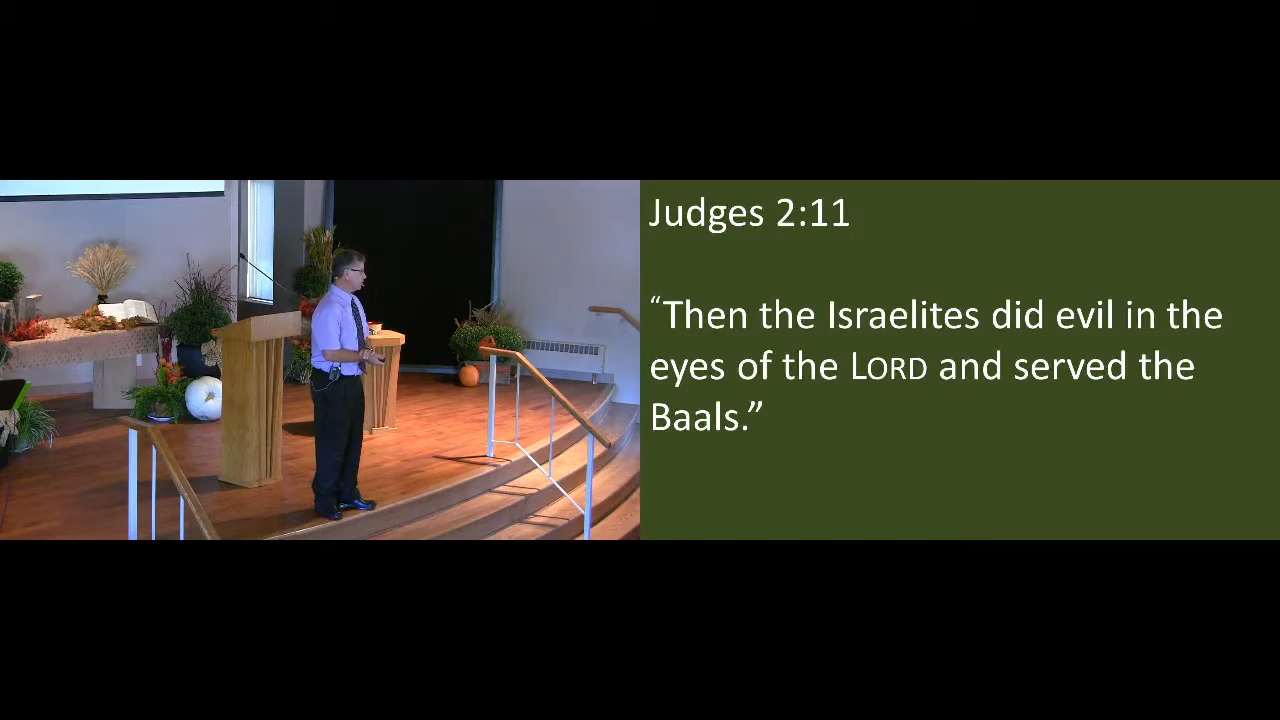 Judges 2:11
“Then the Israelites did evil in the
eyes of the LORD and served the
Baals.”